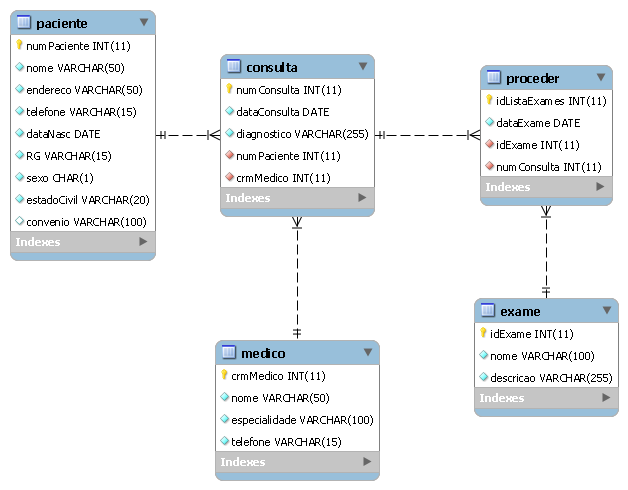 paciente
numPaciente INT(11)
nome VARCHAR(50)
endereco VARCHAR(50)
telefone VARCHAR(15)
dataNasc DATE
RG VARCHAR(15)
sexo CHAR(1)
estadoCivil VARCHAR(20)
convenio VARCHAR(100)
Indexes
consulta
numConsulta INT(11)
dataConsulta DATE
diagnostico VARCHAR(255)
numPaciente INT(11)
crmMedico INT(11)
Indexes
proceder
idListaExames INT(11)
dataExame DATE
idExame INT(11)
numConsulta INT(11)
Indexes
medico
crmMedico INT(11)
nome VARCHAR(50)
especialidade VARCHAR(100)
telefone VARCHAR(15)
Indexes
exame
idExame INT(11)
nome VARCHAR(100)
descricao VARCHAR(255)
Indexes